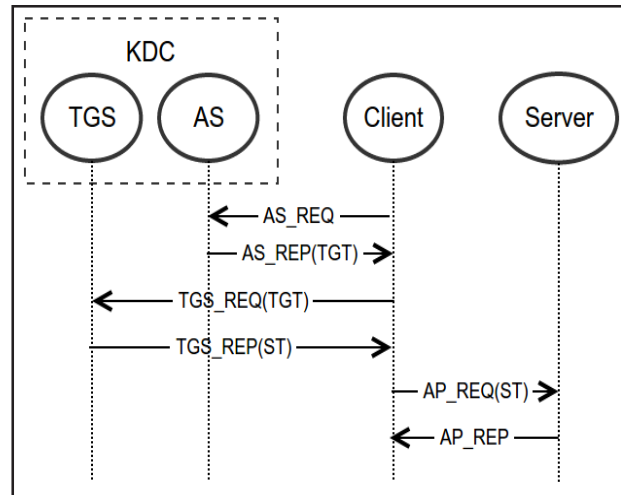 KDC
TGS
AS
Client
Server
AS_REQ
AS_REP(TGT)
TGS_REQ(TGT)
TGS_REP(ST)
AP_REQ(ST)
AP_REP